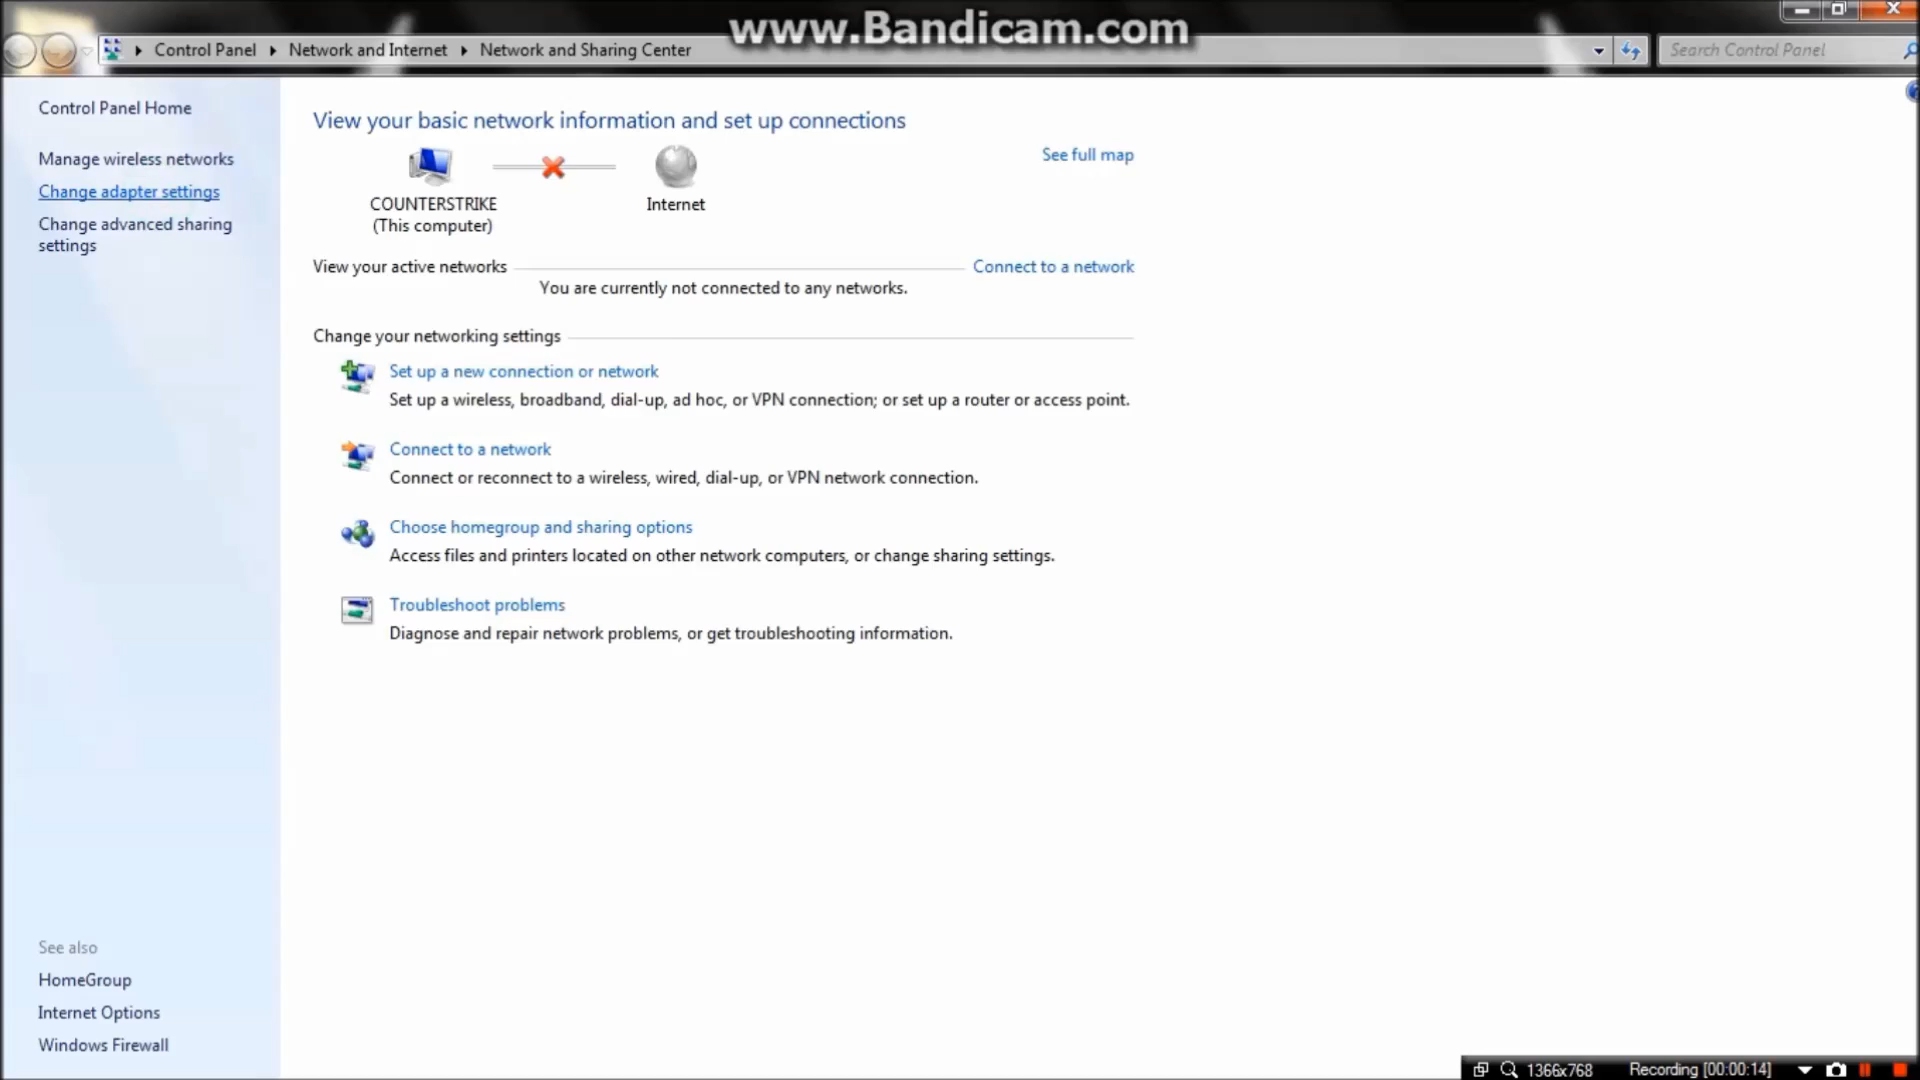 www.Bandicam.com
Control Panel Network and Internet Network and Sharing Center
Search Control Panel
Control Panel Home
Manage wireless networks
Change adapter settings
Change advanced sharing
settings
View your basic network information and set up connections
See full map
COUNTERSTRIKE
(This computer)
Internet
View your active networks
Connect to a network
You are currently not connected to any networks.
Change your networking settings
Set up a new connection or network
Set up a wireless, broadband, dial-up, ad hoc, or VPN connection; or set up a router or access point.
Connect to a network
Connect or reconnect to a wireless, wired, dial-up, or VPN network connection.
Choose homegroup and sharing options
Access files and printers located on other network computers, or change sharing settings.
Troubleshoot problems
Diagnose and repair network problems, or get troubleshooting information.
See also
HomeGroup
Internet Options
Windows Firewall
1366x768 Recording [00:00:14]